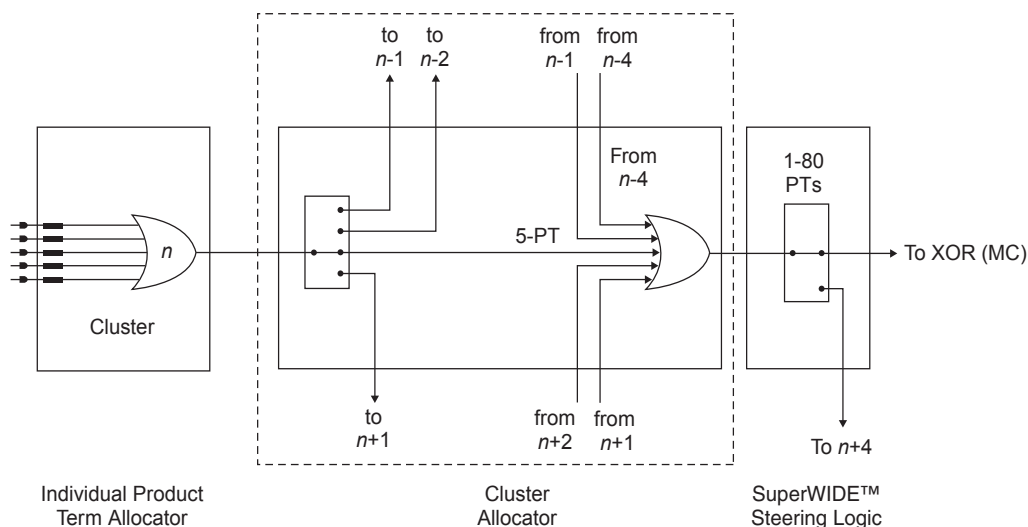 to
n-1
to
n-2
from
n-1
from
n-4
From
n-4
1-80
PTs
n
5-PT
To XOR (MC)
Cluster
to
n+1
from
n+2
from
n+1
To n+4
Individual Product
Term Allocator
Cluster
Allocator
SuperWIDE™
Steering Logic